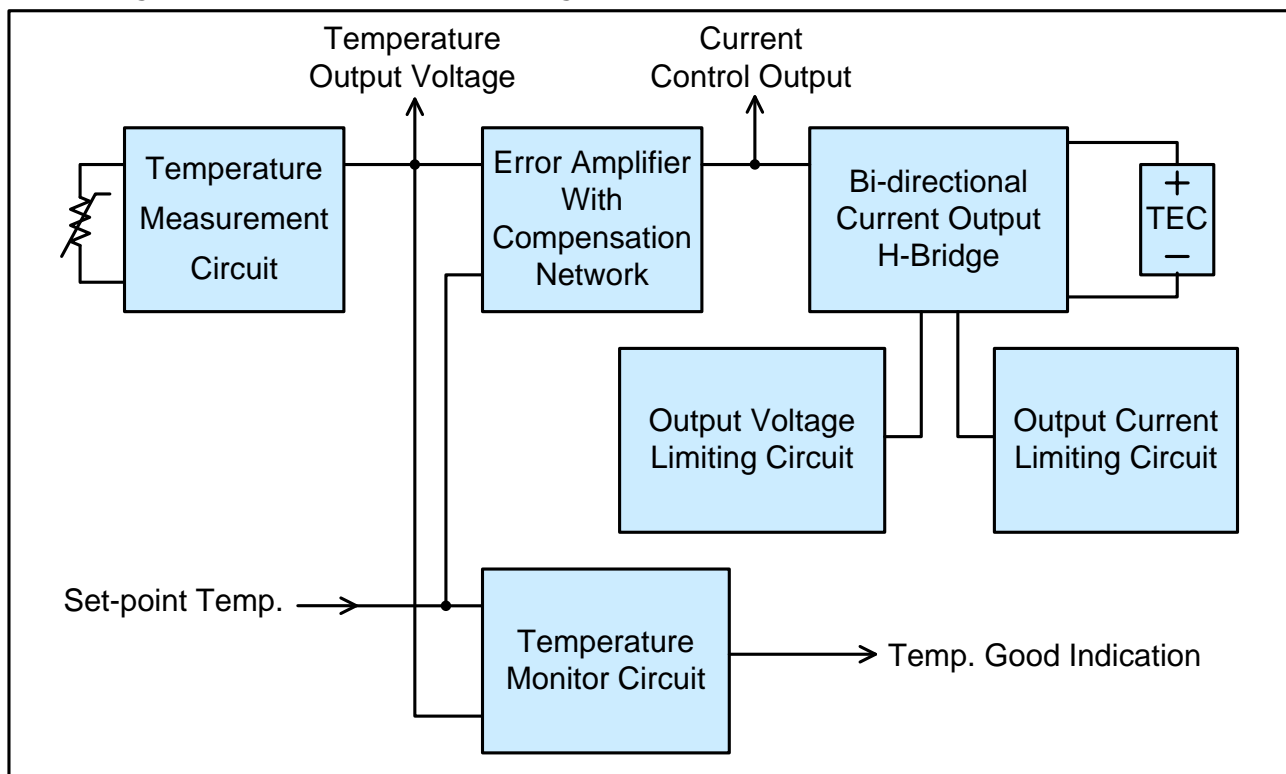 Temperature
Output Voltage
Current
Control Output
Temperature
Measurement
Circuit
Error Amplifier
With
Compensation
Network
Bi-directional
Current Output
H-Bridge
+
TEC
−
Output Voltage
Limiting Circuit
Output Current
Limiting Circuit
Set-point Temp.
Temperature
Monitor Circuit
Temp. Good Indication